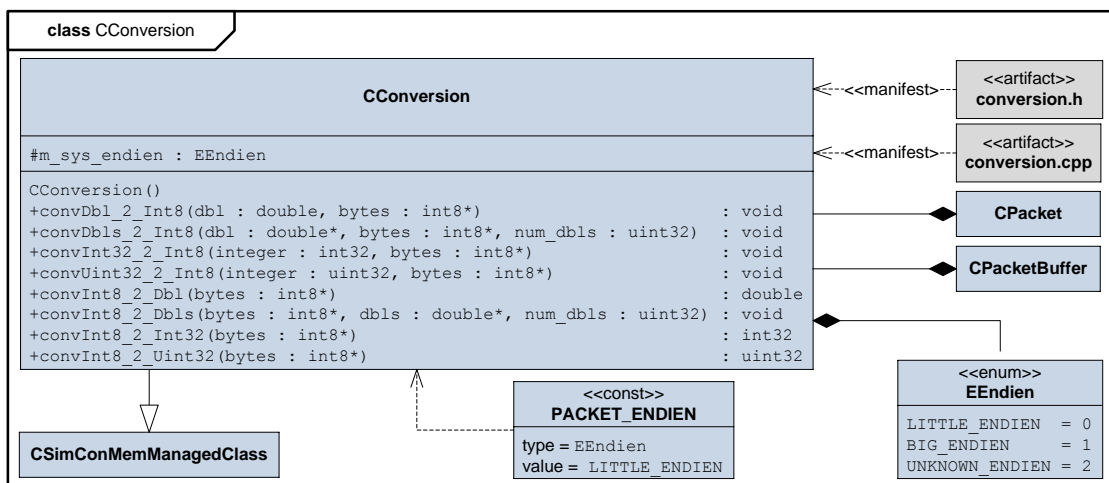 class CConversion
CConversion
#m_sys_endien : EEndien
CConversion()
+convDbl_2_Int8(dbl : double, bytes : int8*) : void
+convDbls_2_Int8(dbl : double*, bytes : int8*, num_dbls : uint32) : void
+convInt32_2_Int8(integer : int32, bytes : int8*) : void
+convUint32_2_Int8(integer : uint32, bytes : int8*) : void
+convInt8_2_Dbl(bytes : int8*) : double
+convInt8_2_Dbls(bytes : int8*, dbls : double*, num_dbls : uint32) : void
+convInt8_2_Int32(bytes : int8*) : int32
+convInt8_2_Uint32(bytes : int8*) : uint32
<<manifest>
<<artifact>>
conversion.h
<<manifest>
<<artifact>>
conversion.cpp
CPacket
CPacketBuffer
CSimConMemManagedClass
<<const>>
PACKET_ENDIEN
type = EEndien
value = LITTLE_ENDIEN
<<enum>>
EEndien
LITTLE_ENDIEN = 0
BIG_ENDIEN = 1
UNKNOWN_ENDIEN = 2